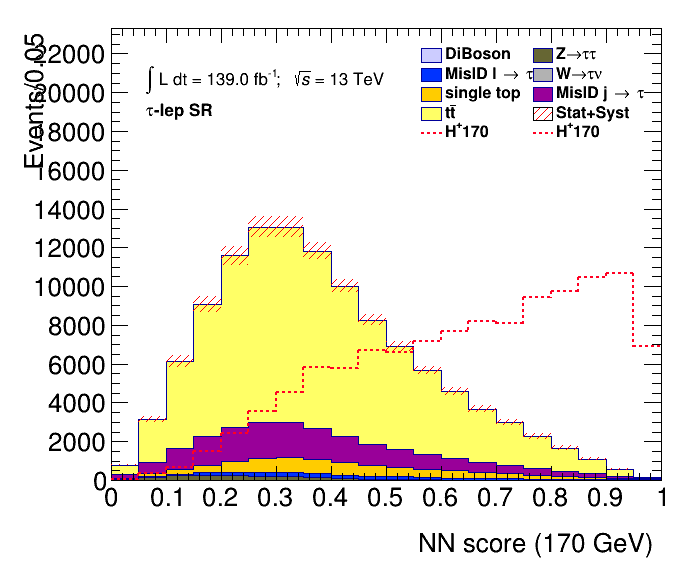 Events/0.05
22000
20000
18000
16000
14000
12000
10000
8000
6000
4000
2000
0
∫ L dt = 139.0 fb⁻¹; √s = 13 TeV
τ-lep SR
DiBoson
Z→ττ
MisID l → τ
W→τν
single top
MisID j → τ
tt̄
Stat+Syst
H⁺170
H⁺170
0 0.1 0.2 0.3 0.4 0.5 0.6 0.7 0.8 0.9 1
NN score (170 GeV)